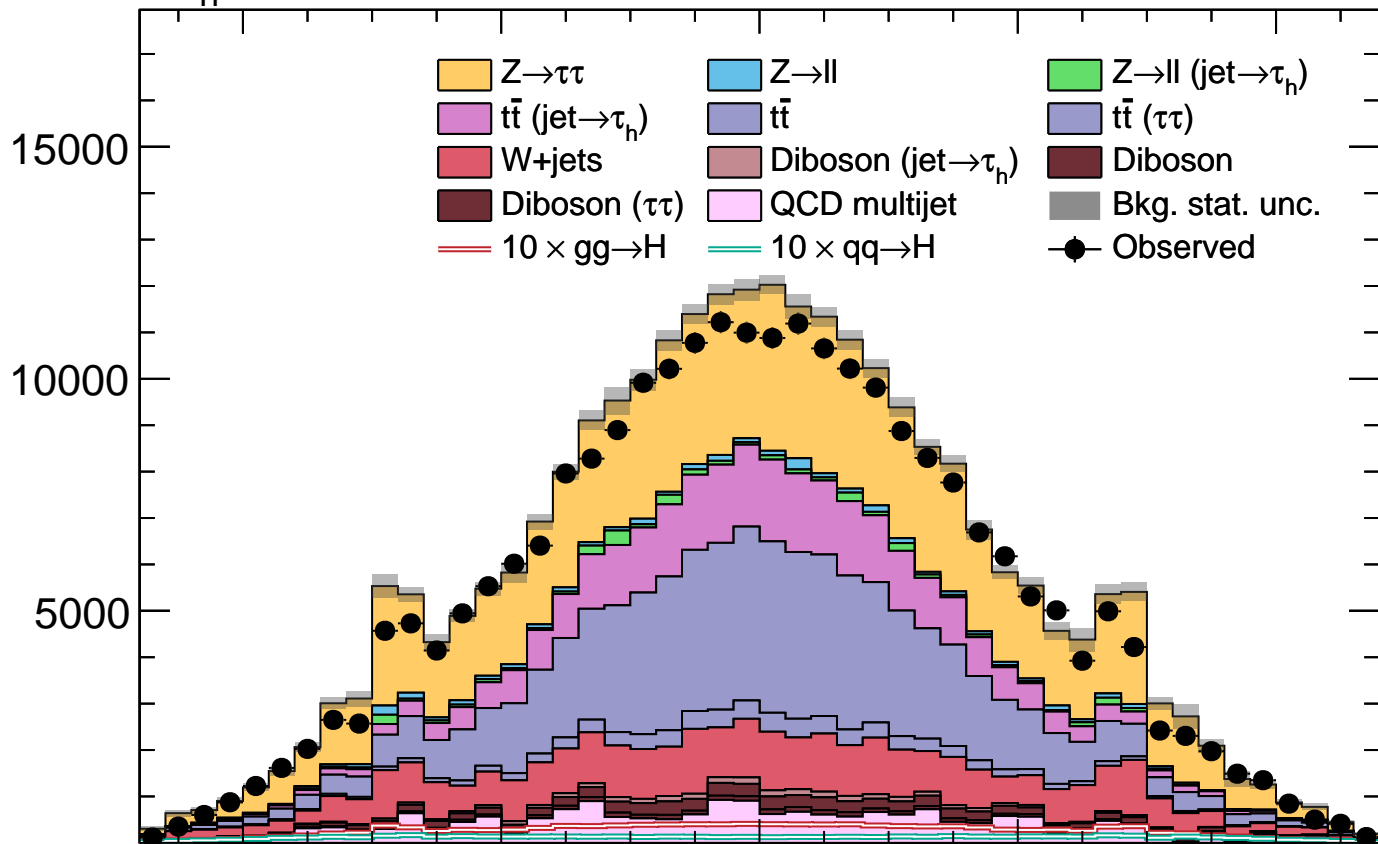 Z→ττ Z→ll Z→ll (jet→τh)
tt̄ (jet→τh) tt̄ tt̄ (ττ)
15000
W+jets Diboson (jet→τh) Diboson
Diboson (ττ) QCD multijet Bkg. stat. unc.
10 × gg→H 10 × qq→H Observed
10000
5000